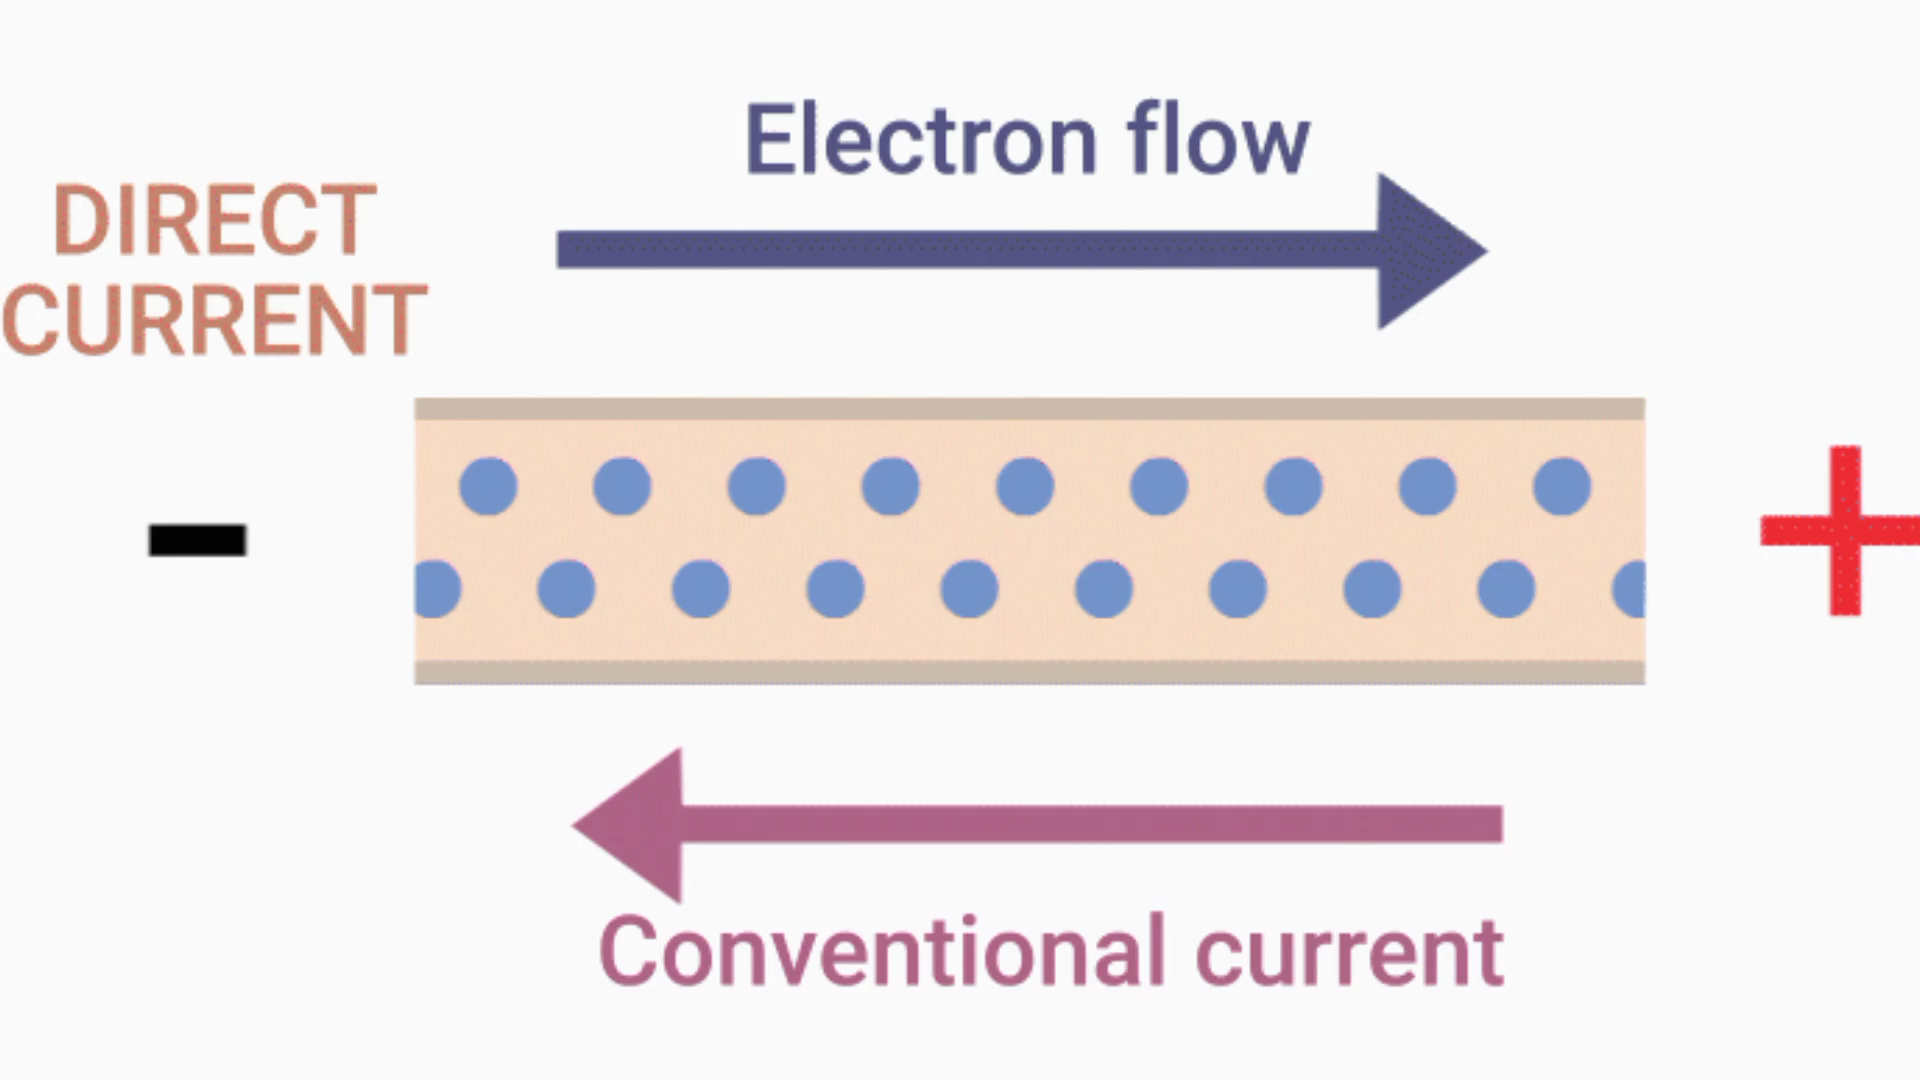 Electron flow
DIRECT
CURRENT
-
+
Conventional current